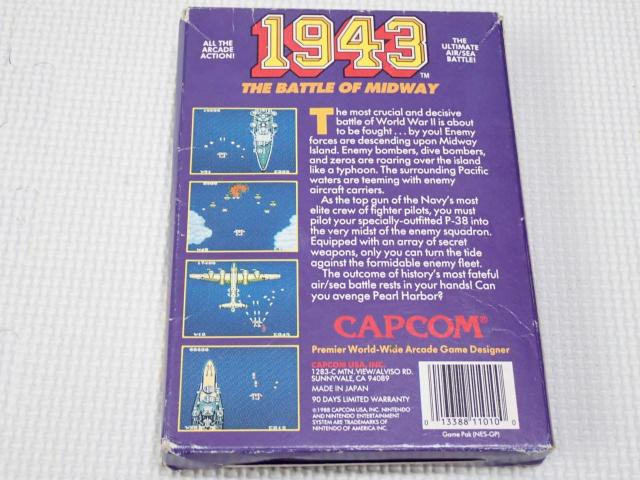 ALL THE
ARCADE
ACTION!
1943
TM
THE ULTIMATE
AIR/SEA
BATTLE!
THE BATTLE OF MIDWAY
The most crucial and decisive
battle of World War II is about
to be fought . . . by you! Enemy
forces are descending upon Midway
Island. Enemy bombers, dive bombers,
and zeros are roaring over the island
like a typhoon. The surrounding Pacific
waters are teeming with enemy
aircraft carriers.
As the top gun of the Navy's most
elite crew of fighter pilots, you must
pilot your specially-outfitted P-38 into
the very midst of the enemy squadron.
Equipped with an array of secret
weapons, only you can turn the tide
against the formidable enemy fleet.
The outcome of history's most fateful
air/sea battle rests in your hands! Can
you avenge Pearl Harbor?
CAPCOM®
Premier World-Wide Arcade Game Designer
CAPCOM USA, INC.
1283-C MTN. VIEW/ALVISO RD.
SUNNYVALE, CA 94089
MADE IN JAPAN
90 DAYS LIMITED WARRANTY
©1988 CAPCOM USA, INC. NINTENDO
AND NINTENDO ENTERTAINMENT
SYSTEM ARE TRADEMARKS OF
NINTENDO OF AMERICA INC.
0 13388 11010 0
Game Pak (NES-GP)